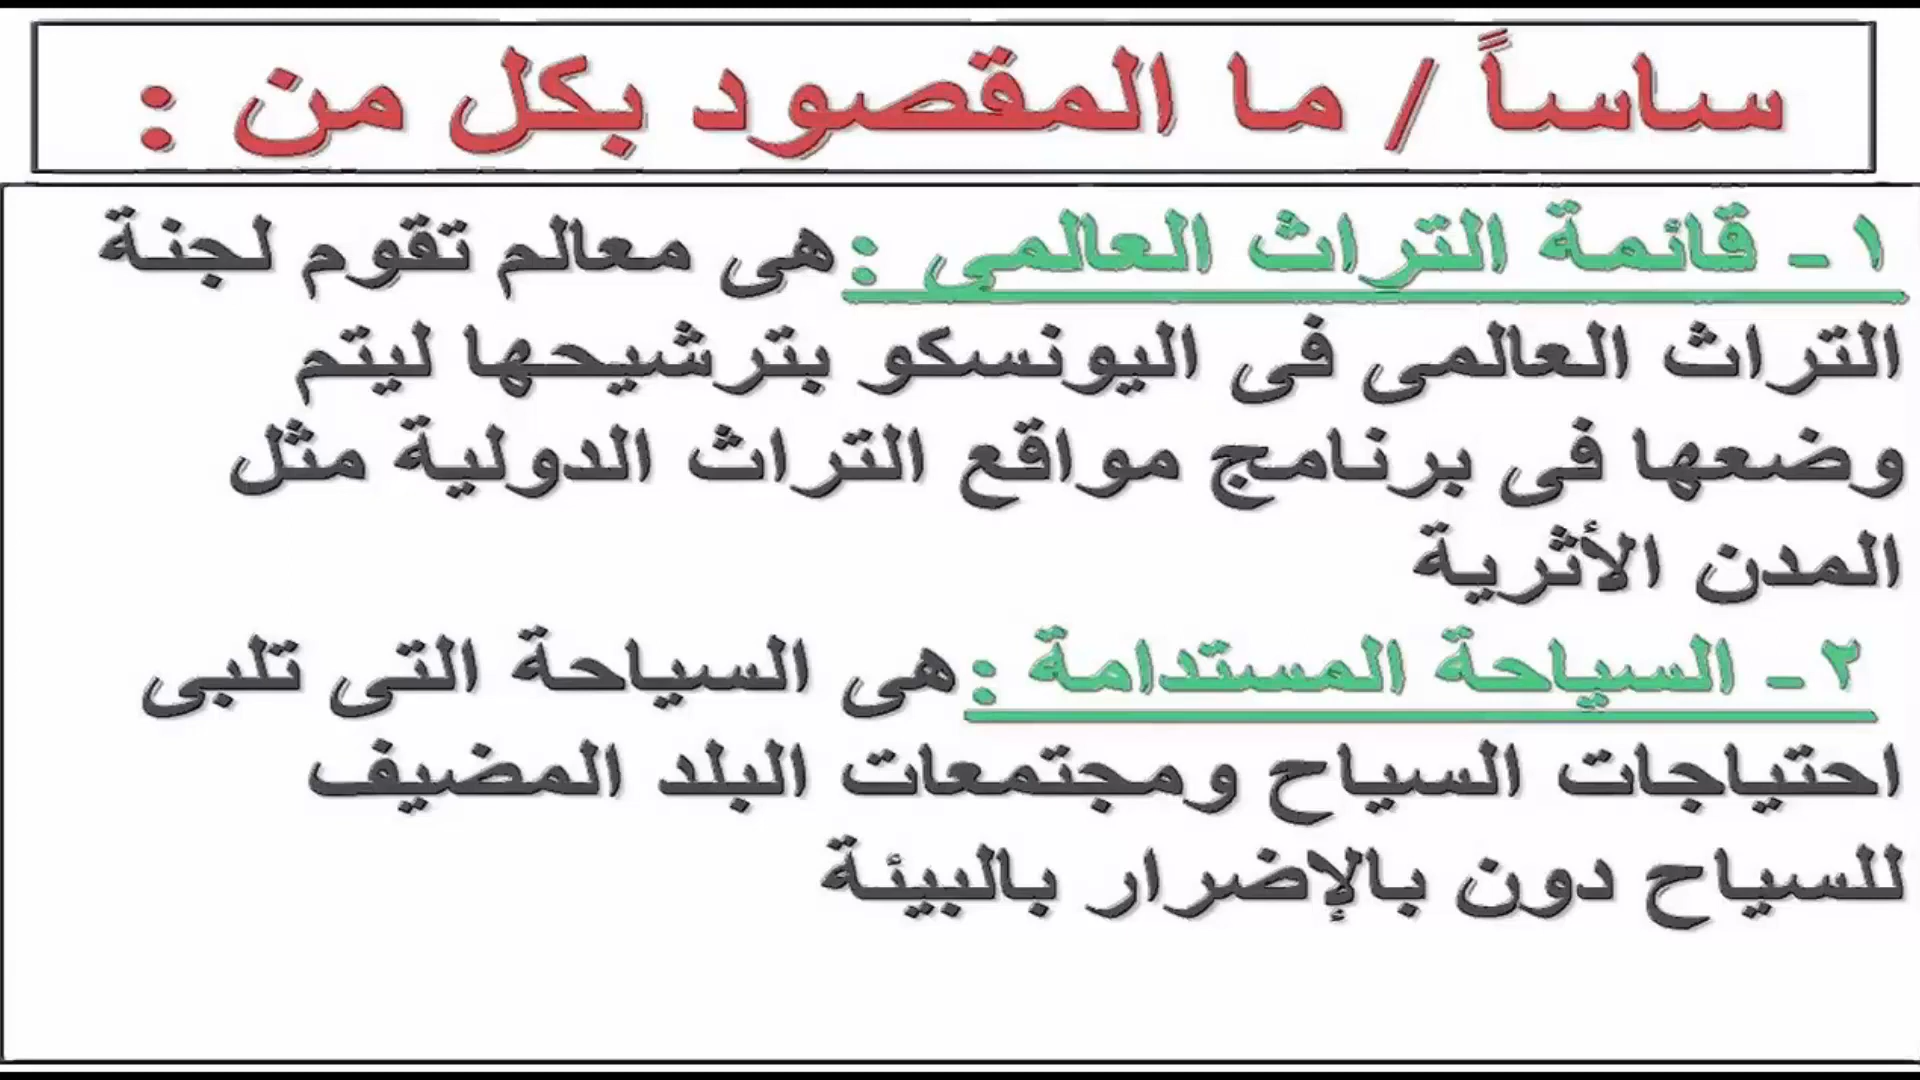 ساساً / ما المقصود بكل من :
١ - قائمة التراث العالمى : هى معالم تقوم لجنة
التراث العالمى فى اليونسكو بترشيحها ليتم
وضعها فى برنامج مواقع التراث الدولية مثل
المدن الأثرية
٢ - السياحة المستدامة : هى السياحة التى تلبى
احتياجات السياح ومجتمعات البلد المضيف
للسياح دون بالإضرار بالبيئة